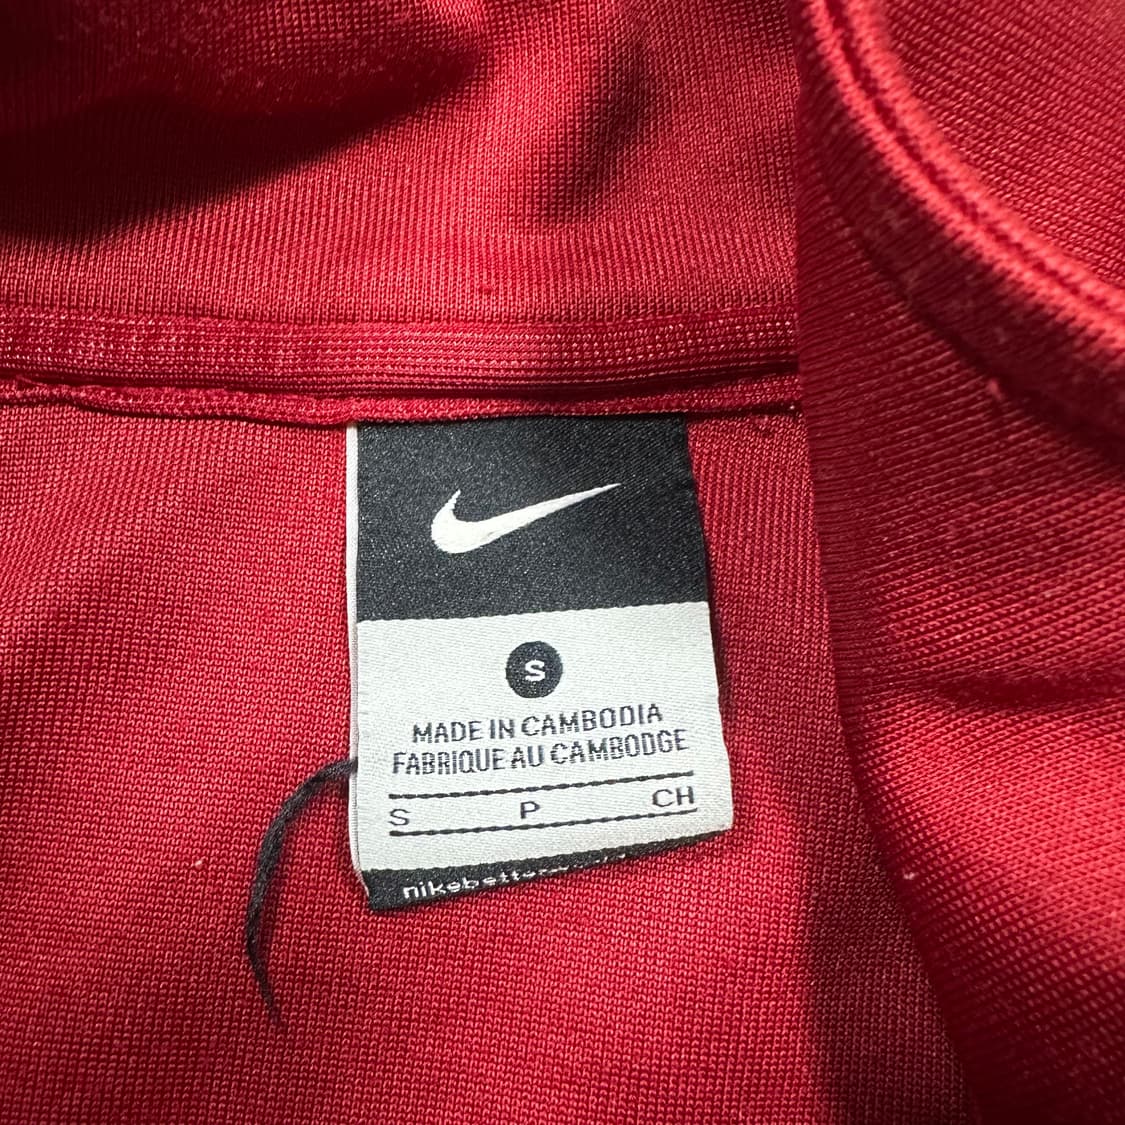 S
MADE IN CAMBODIA
FABRIQUE AU CAMBODGE
S P CH